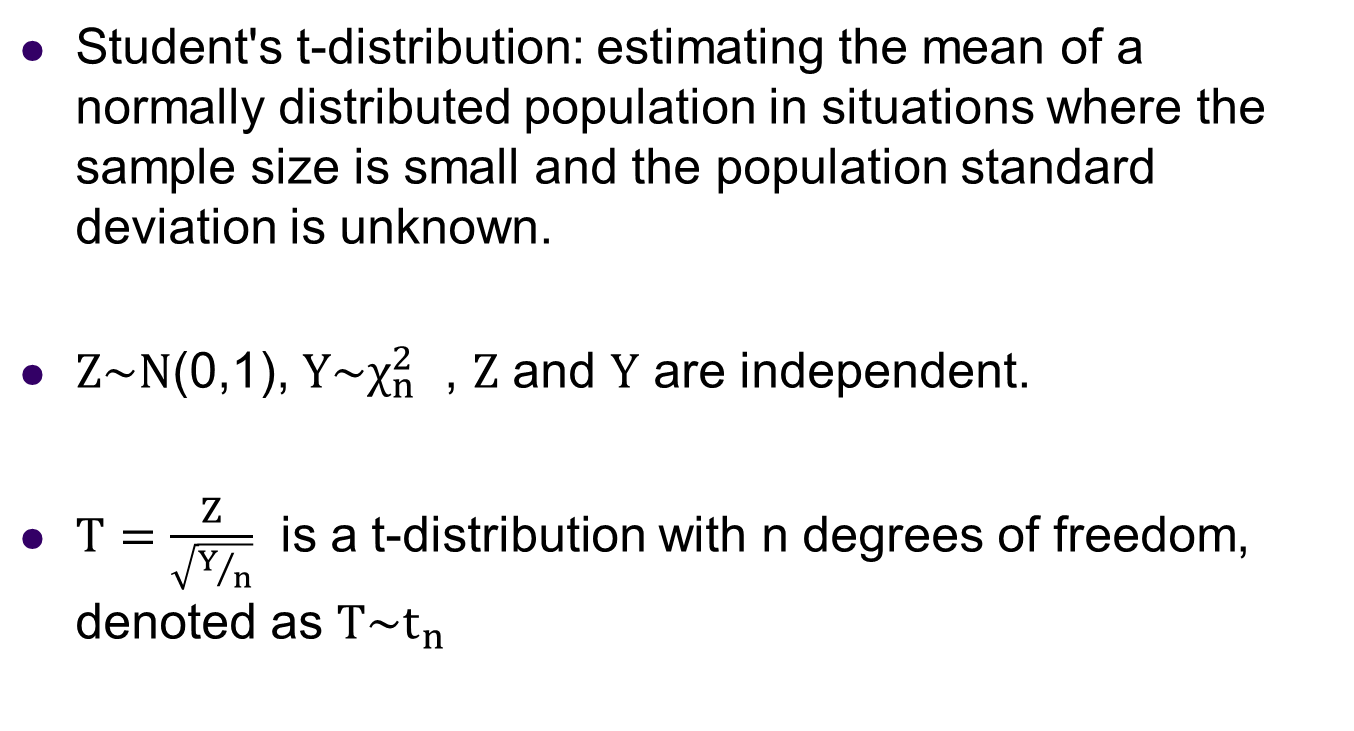 • Student's t-distribution: estimating the mean of a
normally distributed population in situations where the
sample size is small and the population standard
deviation is unknown.
• Z~N(0,1), Y~χ²ₙ , Z and Y are independent.
• T = Z/√(Y/n) is a t-distribution with n degrees of freedom,
denoted as T~tₙ